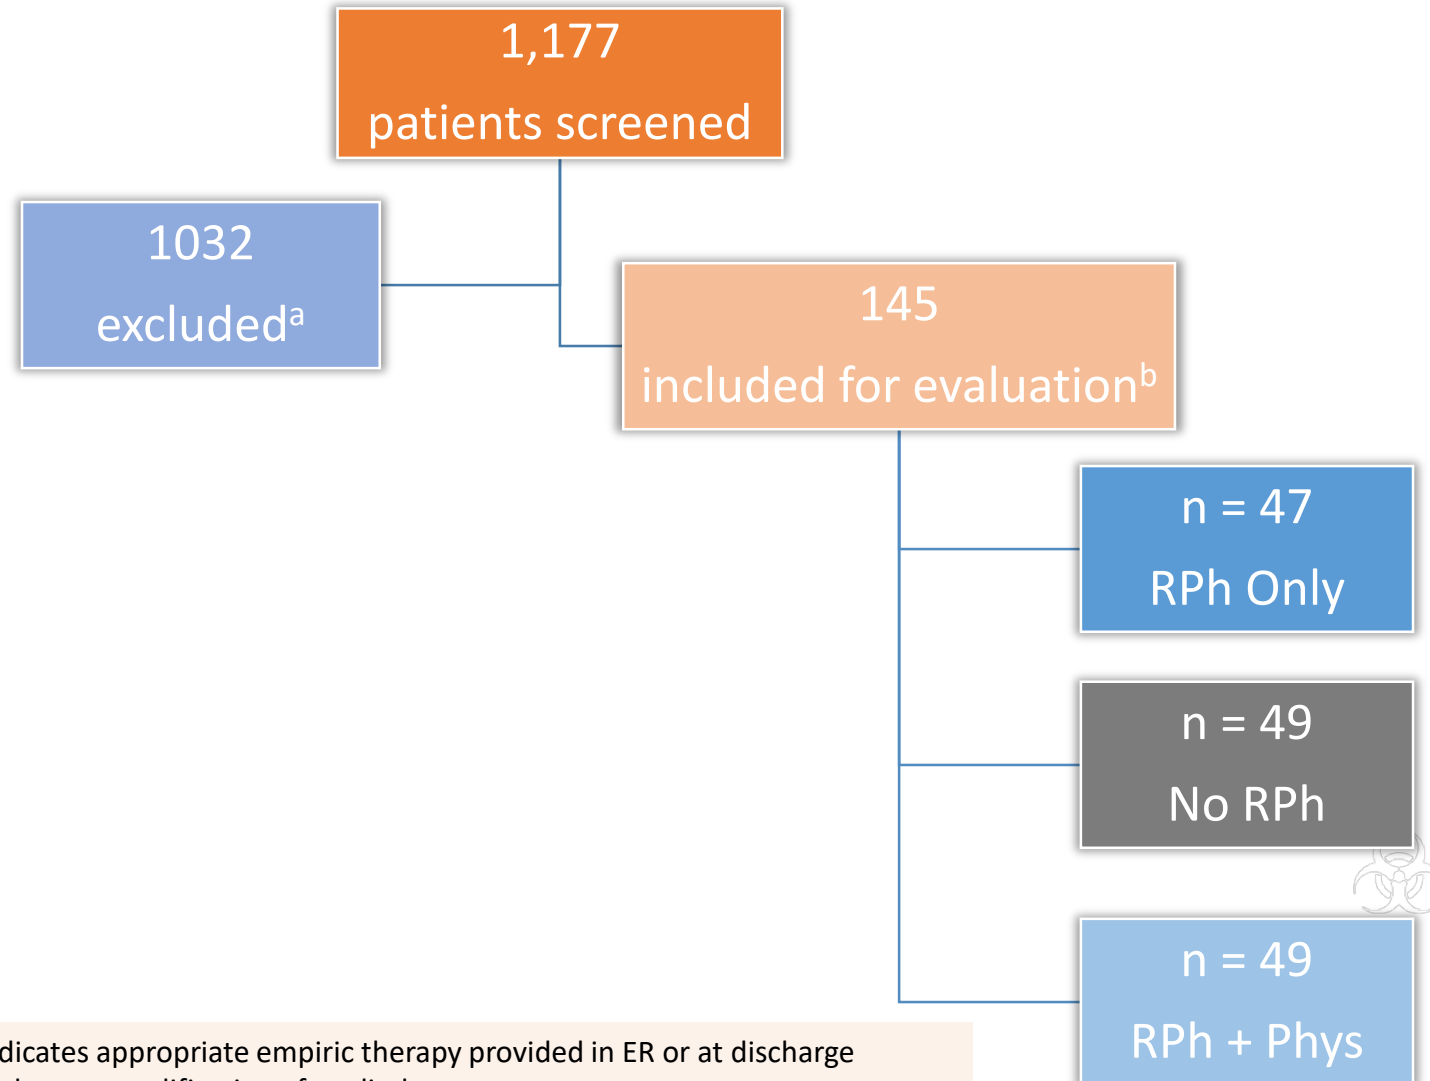 1,177
patients screened
1032
excludedᵃ
145
included for evaluationᵇ
n = 47
RPh Only
n = 49
No RPh
n = 49
RPh + Phys
dicates appropriate empiric therapy provided in ER or at discharge